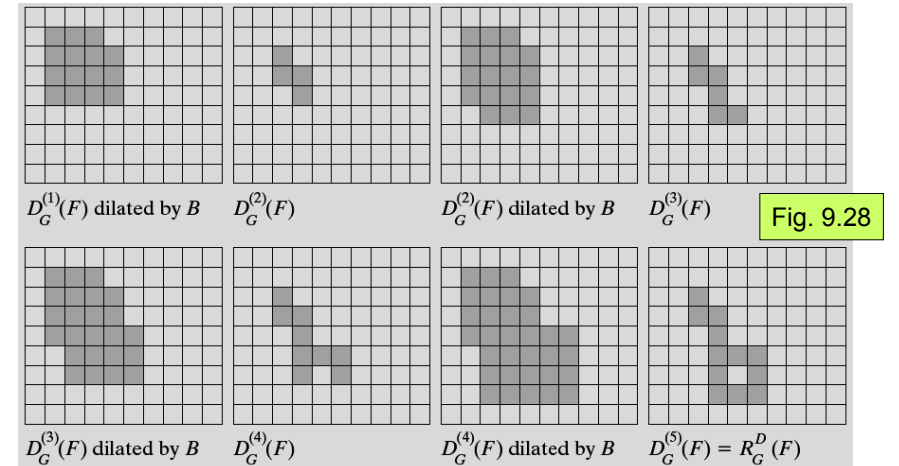 D_G^(1)(F) dilated by B D_G^(2)(F) D_G^(2)(F) dilated by B D_G^(3)(F)
Fig. 9.28
D_G^(3)(F) dilated by B D_G^(4)(F) D_G^(4)(F) dilated by B D_G^(5)(F) = R_G^D (F)